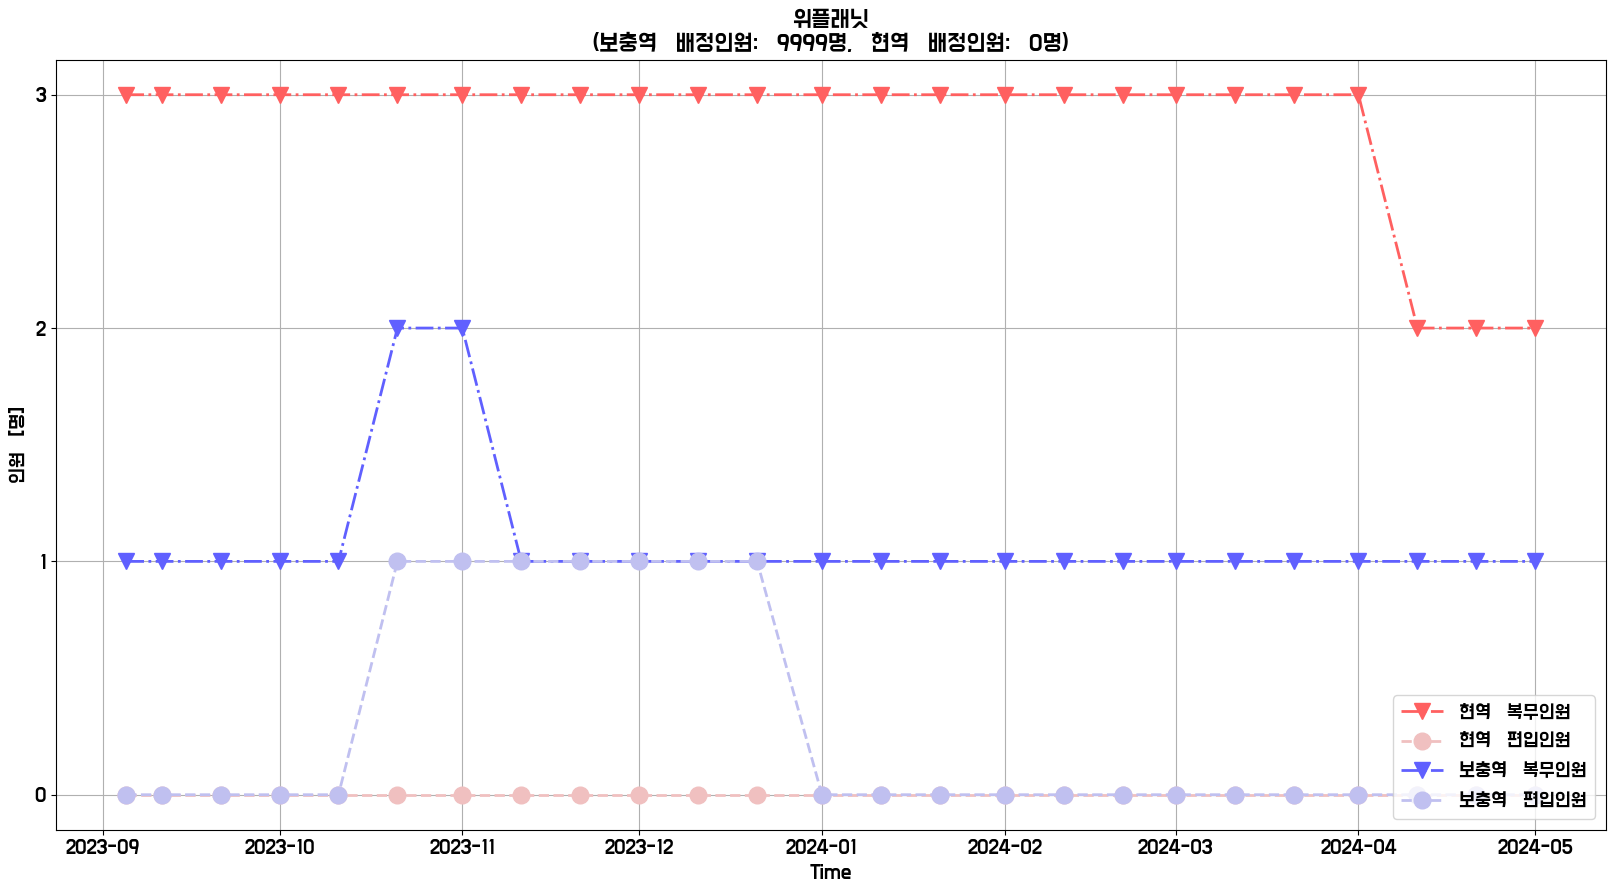 위플래닛
(보충역 배정인원: 9999명, 현역 배정인원: 0명)
3
2
1
0
인원 [명]
2023-09 2023-10 2023-11 2023-12 2024-01 2024-02 2024-03 2024-04 2024-05
Time
현역 복무인원
현역 편입인원
보충역 복무인원
보충역 편입인원